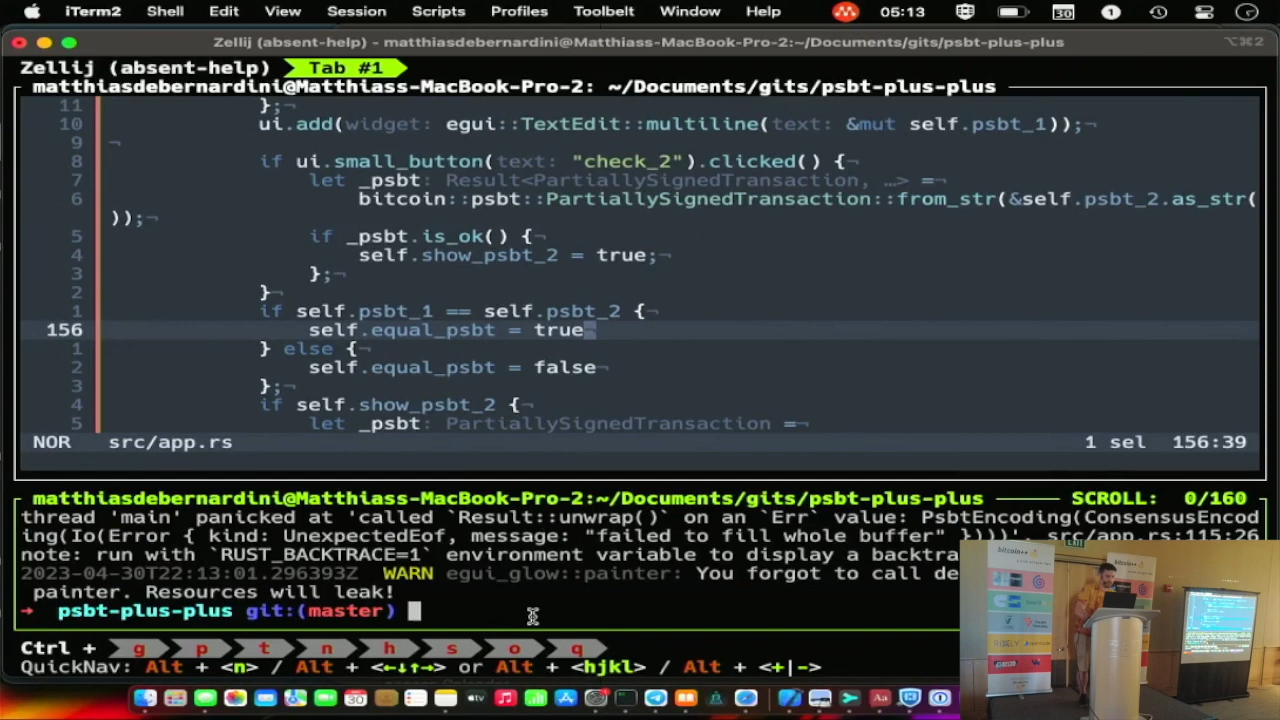 iTerm2 Shell Edit View Session Scripts Profiles Toolbelt Window Help 05:13 30 1
Zellij (absent-help) - matthiasdebernardini@Matthiass-MacBook-Pro-2:~/Documents/gits/psbt-plus-plus ⌥⌘2
Zellij (absent-help) Tab #1
matthiasdebernardini@Matthiass-MacBook-Pro-2: ~/Documents/gits/psbt-plus-plus
11 };¬
10 ui.add(widget: egui::TextEdit::multiline(text: &mut self.psbt_1));¬
9 ¬
8 if ui.small_button(text: "check_2").clicked() {¬
7 let _psbt: Result<PartiallySignedTransaction, …> =¬
6 bitcoin::psbt::PartiallySignedTransaction::from_str(&self.psbt_2.as_str(
));¬
5 if _psbt.is_ok() {¬
4 self.show_psbt_2 = true;¬
3 };¬
2 }¬
1 if self.psbt_1 == self.psbt_2 {¬
156 self.equal_psbt = true¬
1 } else {¬
2 self.equal_psbt = false¬
3 };¬
4 if self.show_psbt_2 {¬
5 let _psbt: PartiallySignedTransaction =¬
NOR src/app.rs 1 sel 156:39
matthiasdebernardini@Matthiass-MacBook-Pro-2:~/Documents/gits/psbt-plus-plus SCROLL: 0/160
thread 'main' panicked at 'called `Result::unwrap()` on an `Err` value: PsbtEncoding(ConsensusEncod
ing(Io(Error { kind: UnexpectedEof, message: "failed to fill whole buffer" })))', src/app.rs:115:26
note: run with `RUST_BACKTRACE=1` environment variable to display a backtra
2023-04-30T22:13:01.296393Z WARN egui_glow::painter: You forgot to call de
painter. Resources will leak!
→ psbt-plus-plus git:(master)
Ctrl + g p t n h s o q
QuickNav: Alt + <n> / Alt + <←↓↑→> or Alt + <hjkl> / Alt + <+|->
EXIT
bitcoin++
bitcoin++